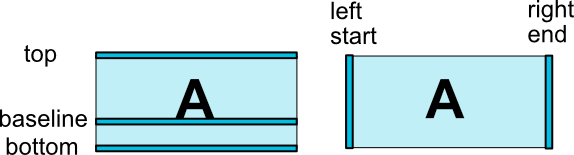 top
A
baseline
bottom
left
start
right
end
A